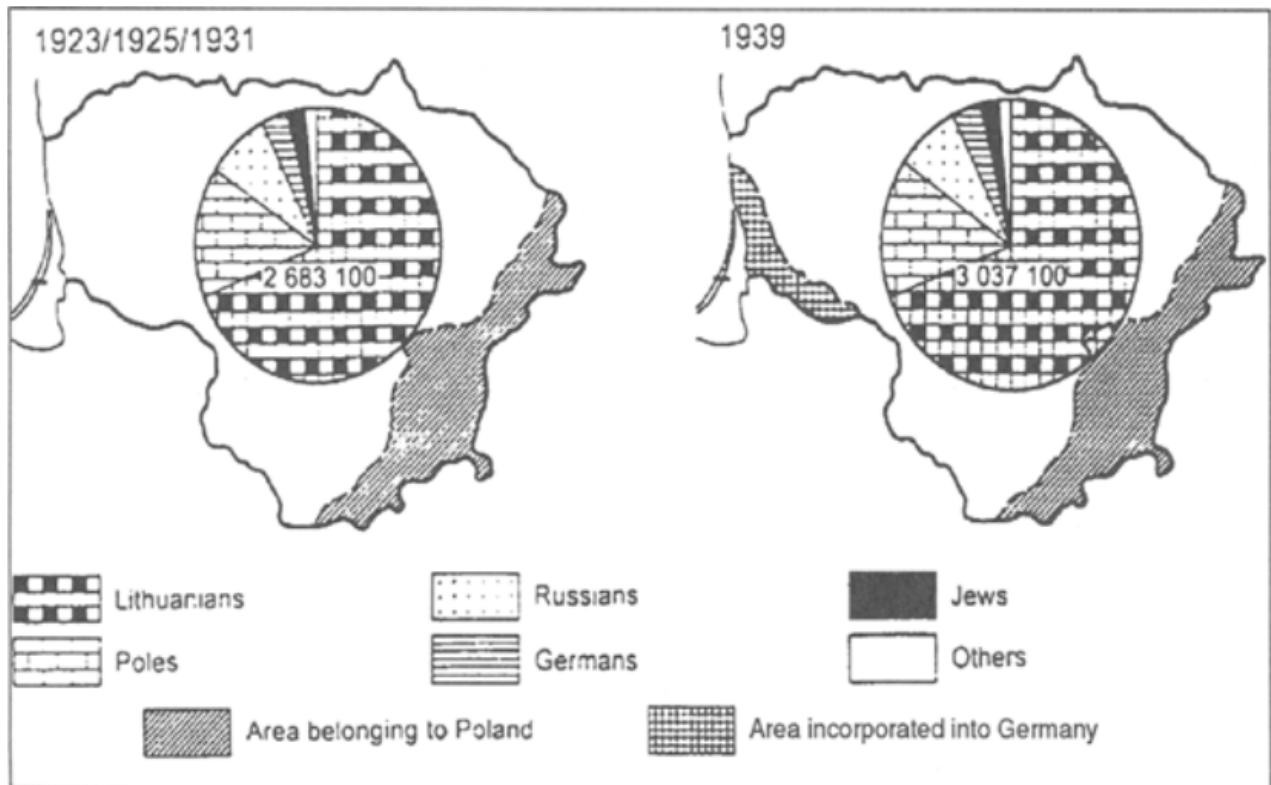 1923/1925/1931
1939
2 683 100
3 037 100
Lithuanians
Russians
Jews
Poles
Germans
Others
Area belonging to Poland
Area incorporated into Germany